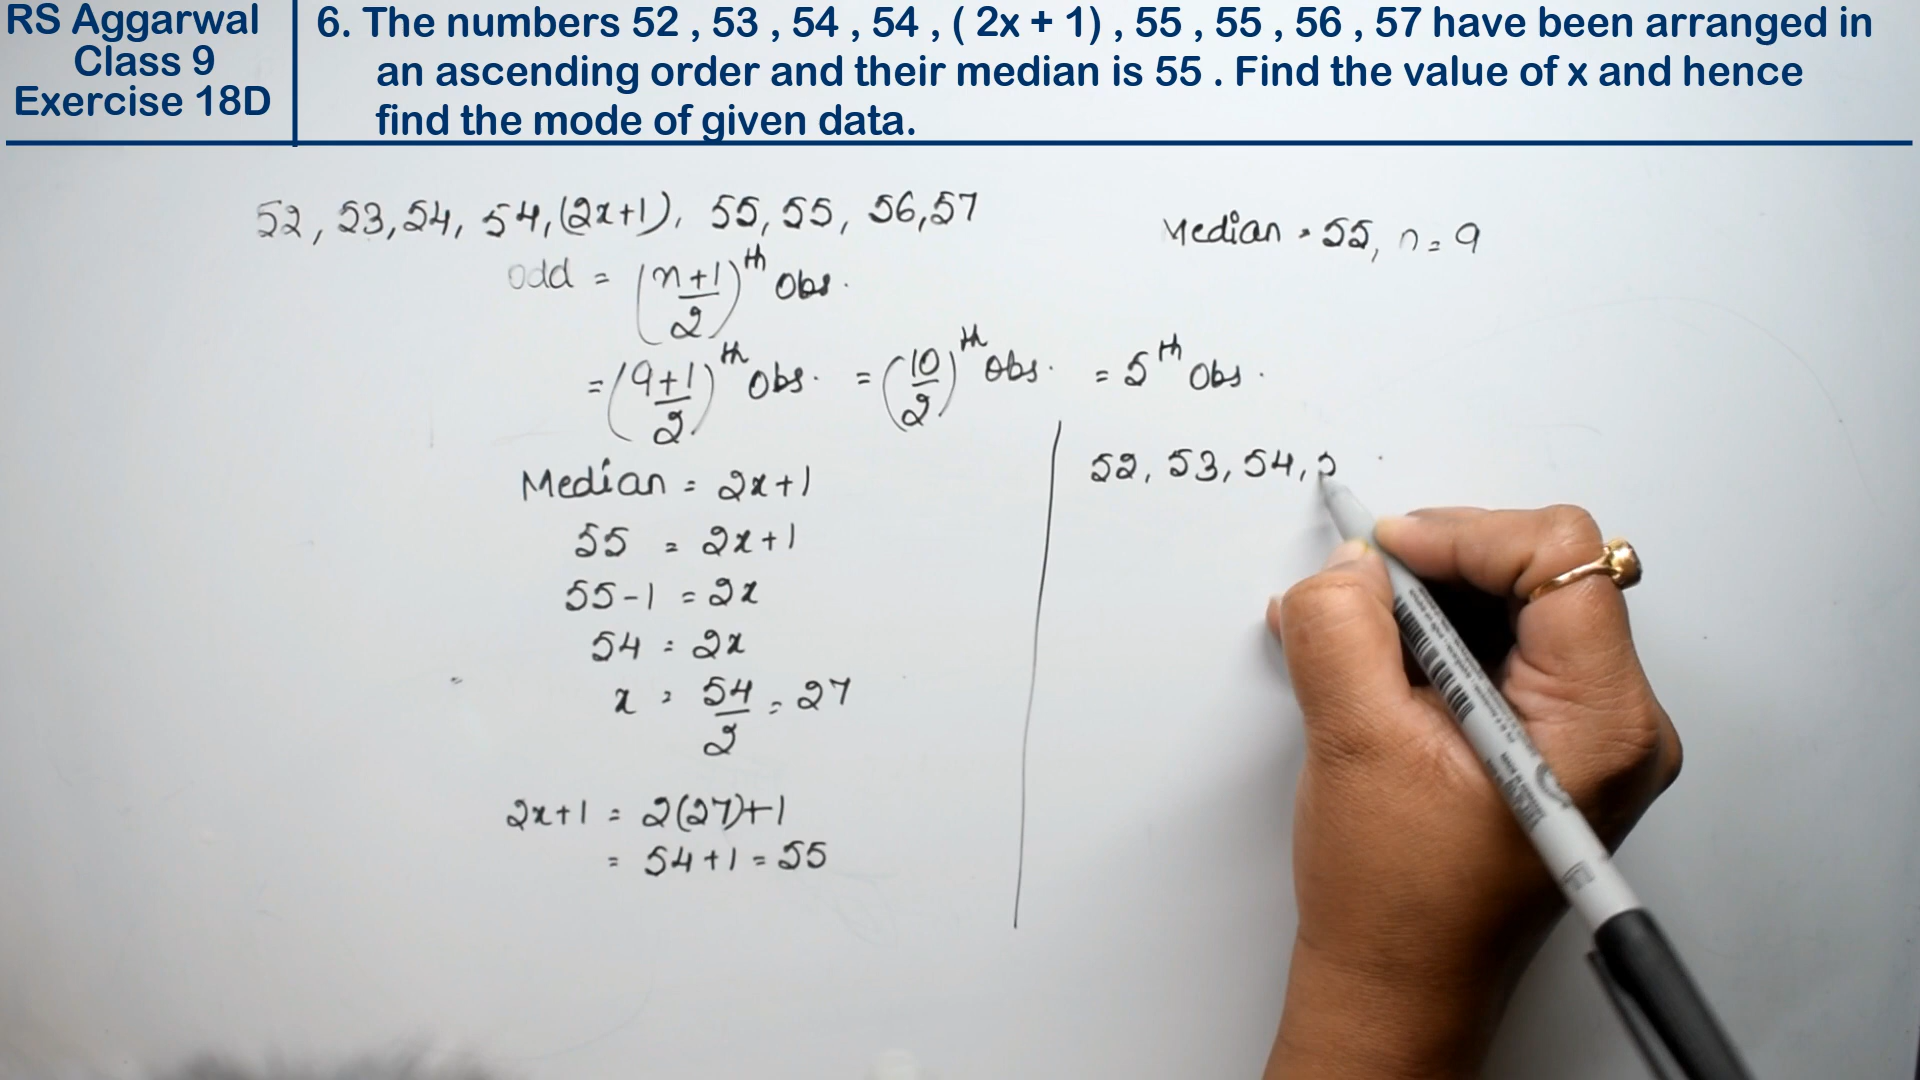 RS Aggarwal
Class 9
Exercise 18D
6. The numbers 52 , 53 , 54 , 54 , ( 2x + 1) , 55 , 55 , 56 , 57 have been arranged in
an ascending order and their median is 55 . Find the value of x and hence
find the mode of given data.
52, 53, 54, 54, (2x+1), 55, 55, 56, 57
Median = 55, n = 9
odd = (n+1/2)th obs.
= (9+1/2)th obs. = (10/2)th obs. = 5th obs.
Median = 2x+1
55 = 2x+1
55-1 = 2x
54 = 2x
x = 54/2 = 27
2x+1 = 2(27)+1
= 54+1 = 55
52, 53, 54,